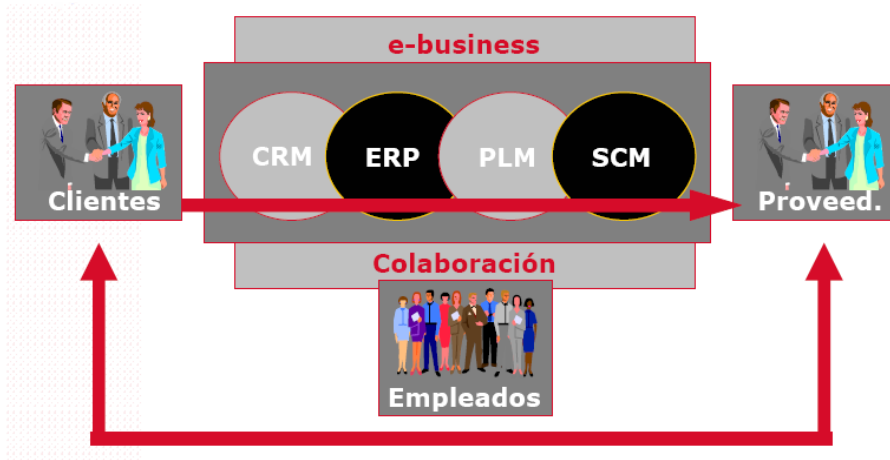 e-business
CRM ERP PLM SCM
Clientes
Proveed.
Colaboración
Empleados